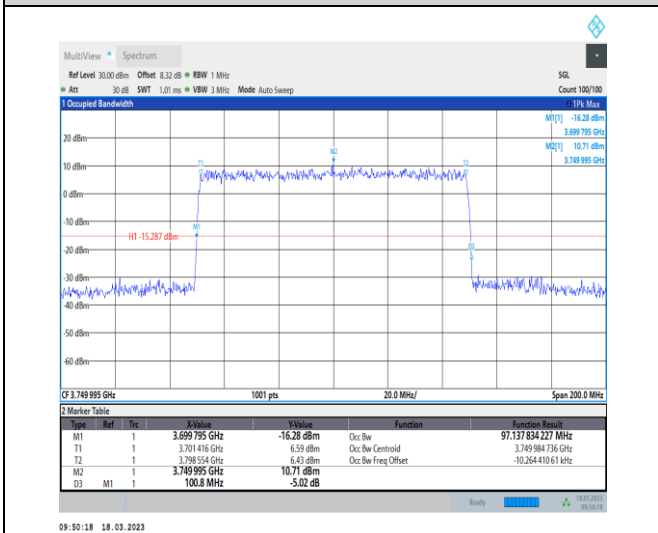 MultiView Spectrum
Ref Level 30.00 dBm Offset 8.32 dB RBW 1 MHz SGL
Att 30 dB SWT 1.01 ms VBW 3 MHz Mode Auto Sweep Count 100/100
1 Occupied Bandwidth 1Pk Max
M1[1] -16.28 dBm
3.699 795 GHz
M2[1] 10.71 dBm
3.749 995 GHz
20 dBm
M2
10 dBm
T1 T2
0 dBm
-10 dBm
M1
H1 -15.287 dBm
D3
-30 dBm
-40 dBm
-50 dBm
-60 dBm
CF 3.749 995 GHz 1001 pts 20.0 MHz/ Span 200.0 MHz
2 Marker Table
Type Ref Trc X-Value Y-Value Function Function Result
M1 1 3.699 795 GHz -16.28 dBm Occ Bw 97.137 834 227 MHz
T1 1 3.701 416 GHz 6.59 dBm Occ Bw Centroid 3.749 984 736 GHz
T2 1 3.798 554 GHz 6.43 dBm Occ Bw Freq Offset -10.264 410 61 kHz
M2 1 3.749 995 GHz 10.71 dBm
D3 M1 1 100.8 MHz -5.02 dB
Ready 18.03.2023
09:50:18
09:50:18 18.03.2023